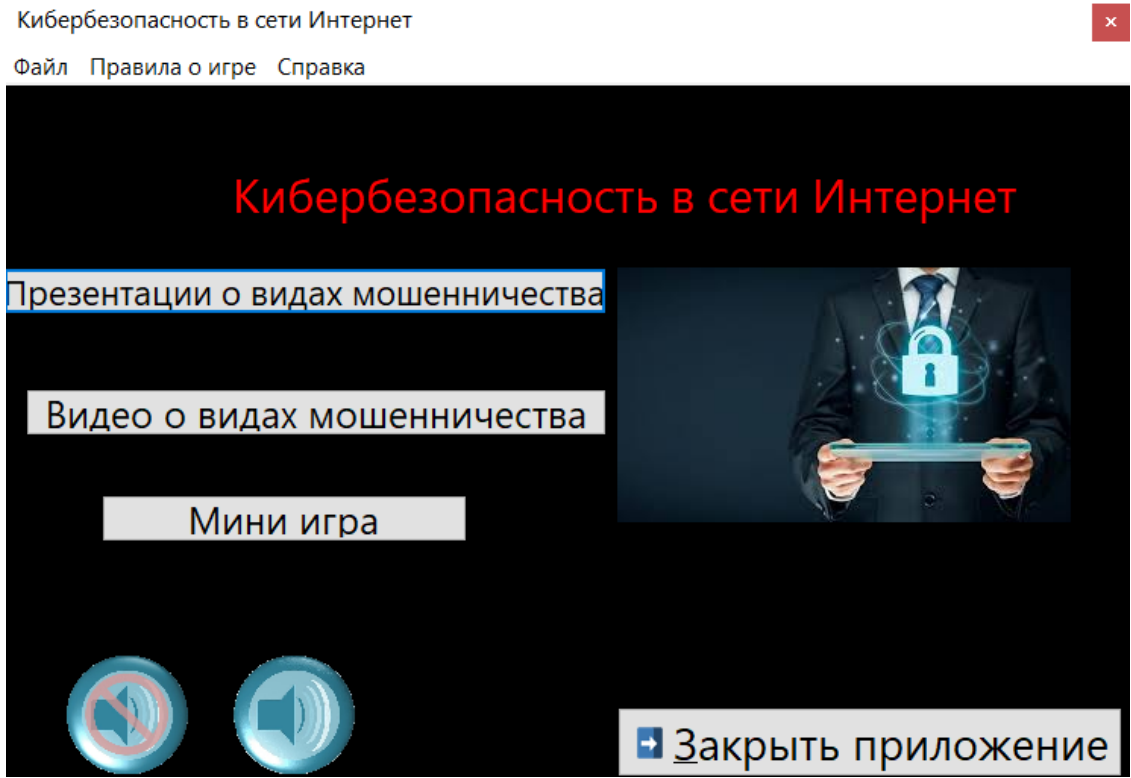 Кибербезопасность в сети Интернет
Файл Правила о игре Справка
Кибербезопасность в сети Интернет
Презентации о видах мошенничества
Видео о видах мошенничества
Мини игра
Закрыть приложение